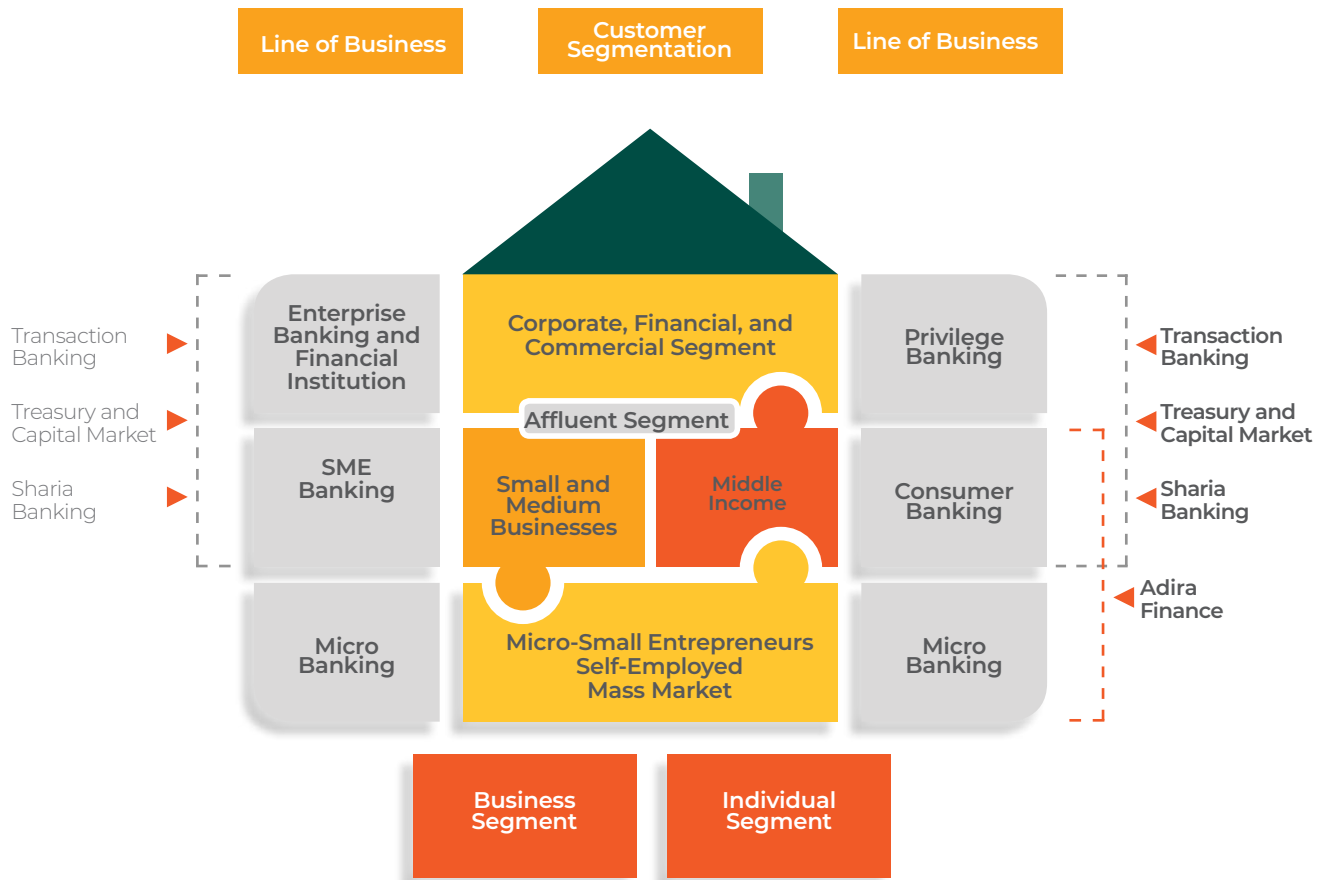 Line of Business
Customer
Segmentation
Line of Business
Transaction
Banking
Treasury and
Capital Market
Sharia
Banking
Enterprise
Banking and
Financial
Institution
SME
Banking
Micro
Banking
Corporate, Financial, and
Commercial Segment
Affluent Segment
Small and
Medium
Businesses
Middle
Income
Micro-Small Entrepreneurs
Self-Employed
Mass Market
Privilege
Banking
Consumer
Banking
Micro
Banking
Transaction
Banking
Treasury and
Capital Market
Sharia
Banking
Adira
Finance
Business
Segment
Individual
Segment